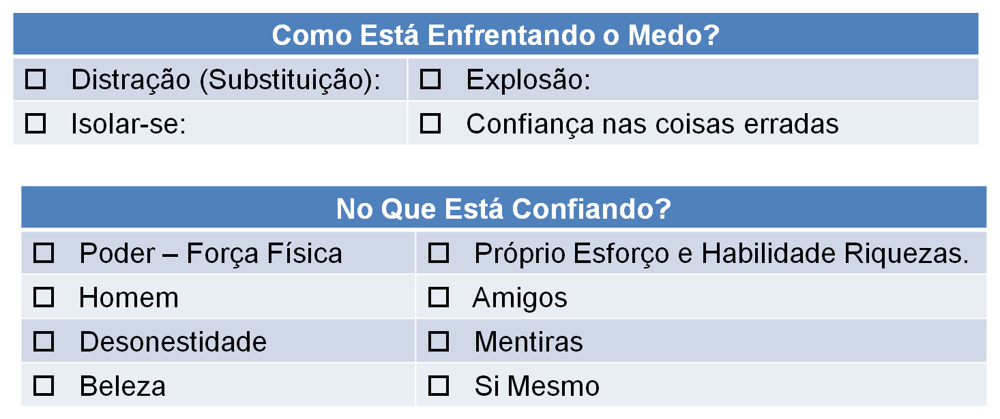 Como Está Enfrentando o Medo?
☐ Distração (Substituição): ☐ Explosão:
☐ Isolar-se: ☐ Confiança nas coisas erradas
No Que Está Confiando?
☐ Poder – Força Física ☐ Próprio Esforço e Habilidade Riquezas.
☐ Homem ☐ Amigos
☐ Desonestidade ☐ Mentiras
☐ Beleza ☐ Si Mesmo